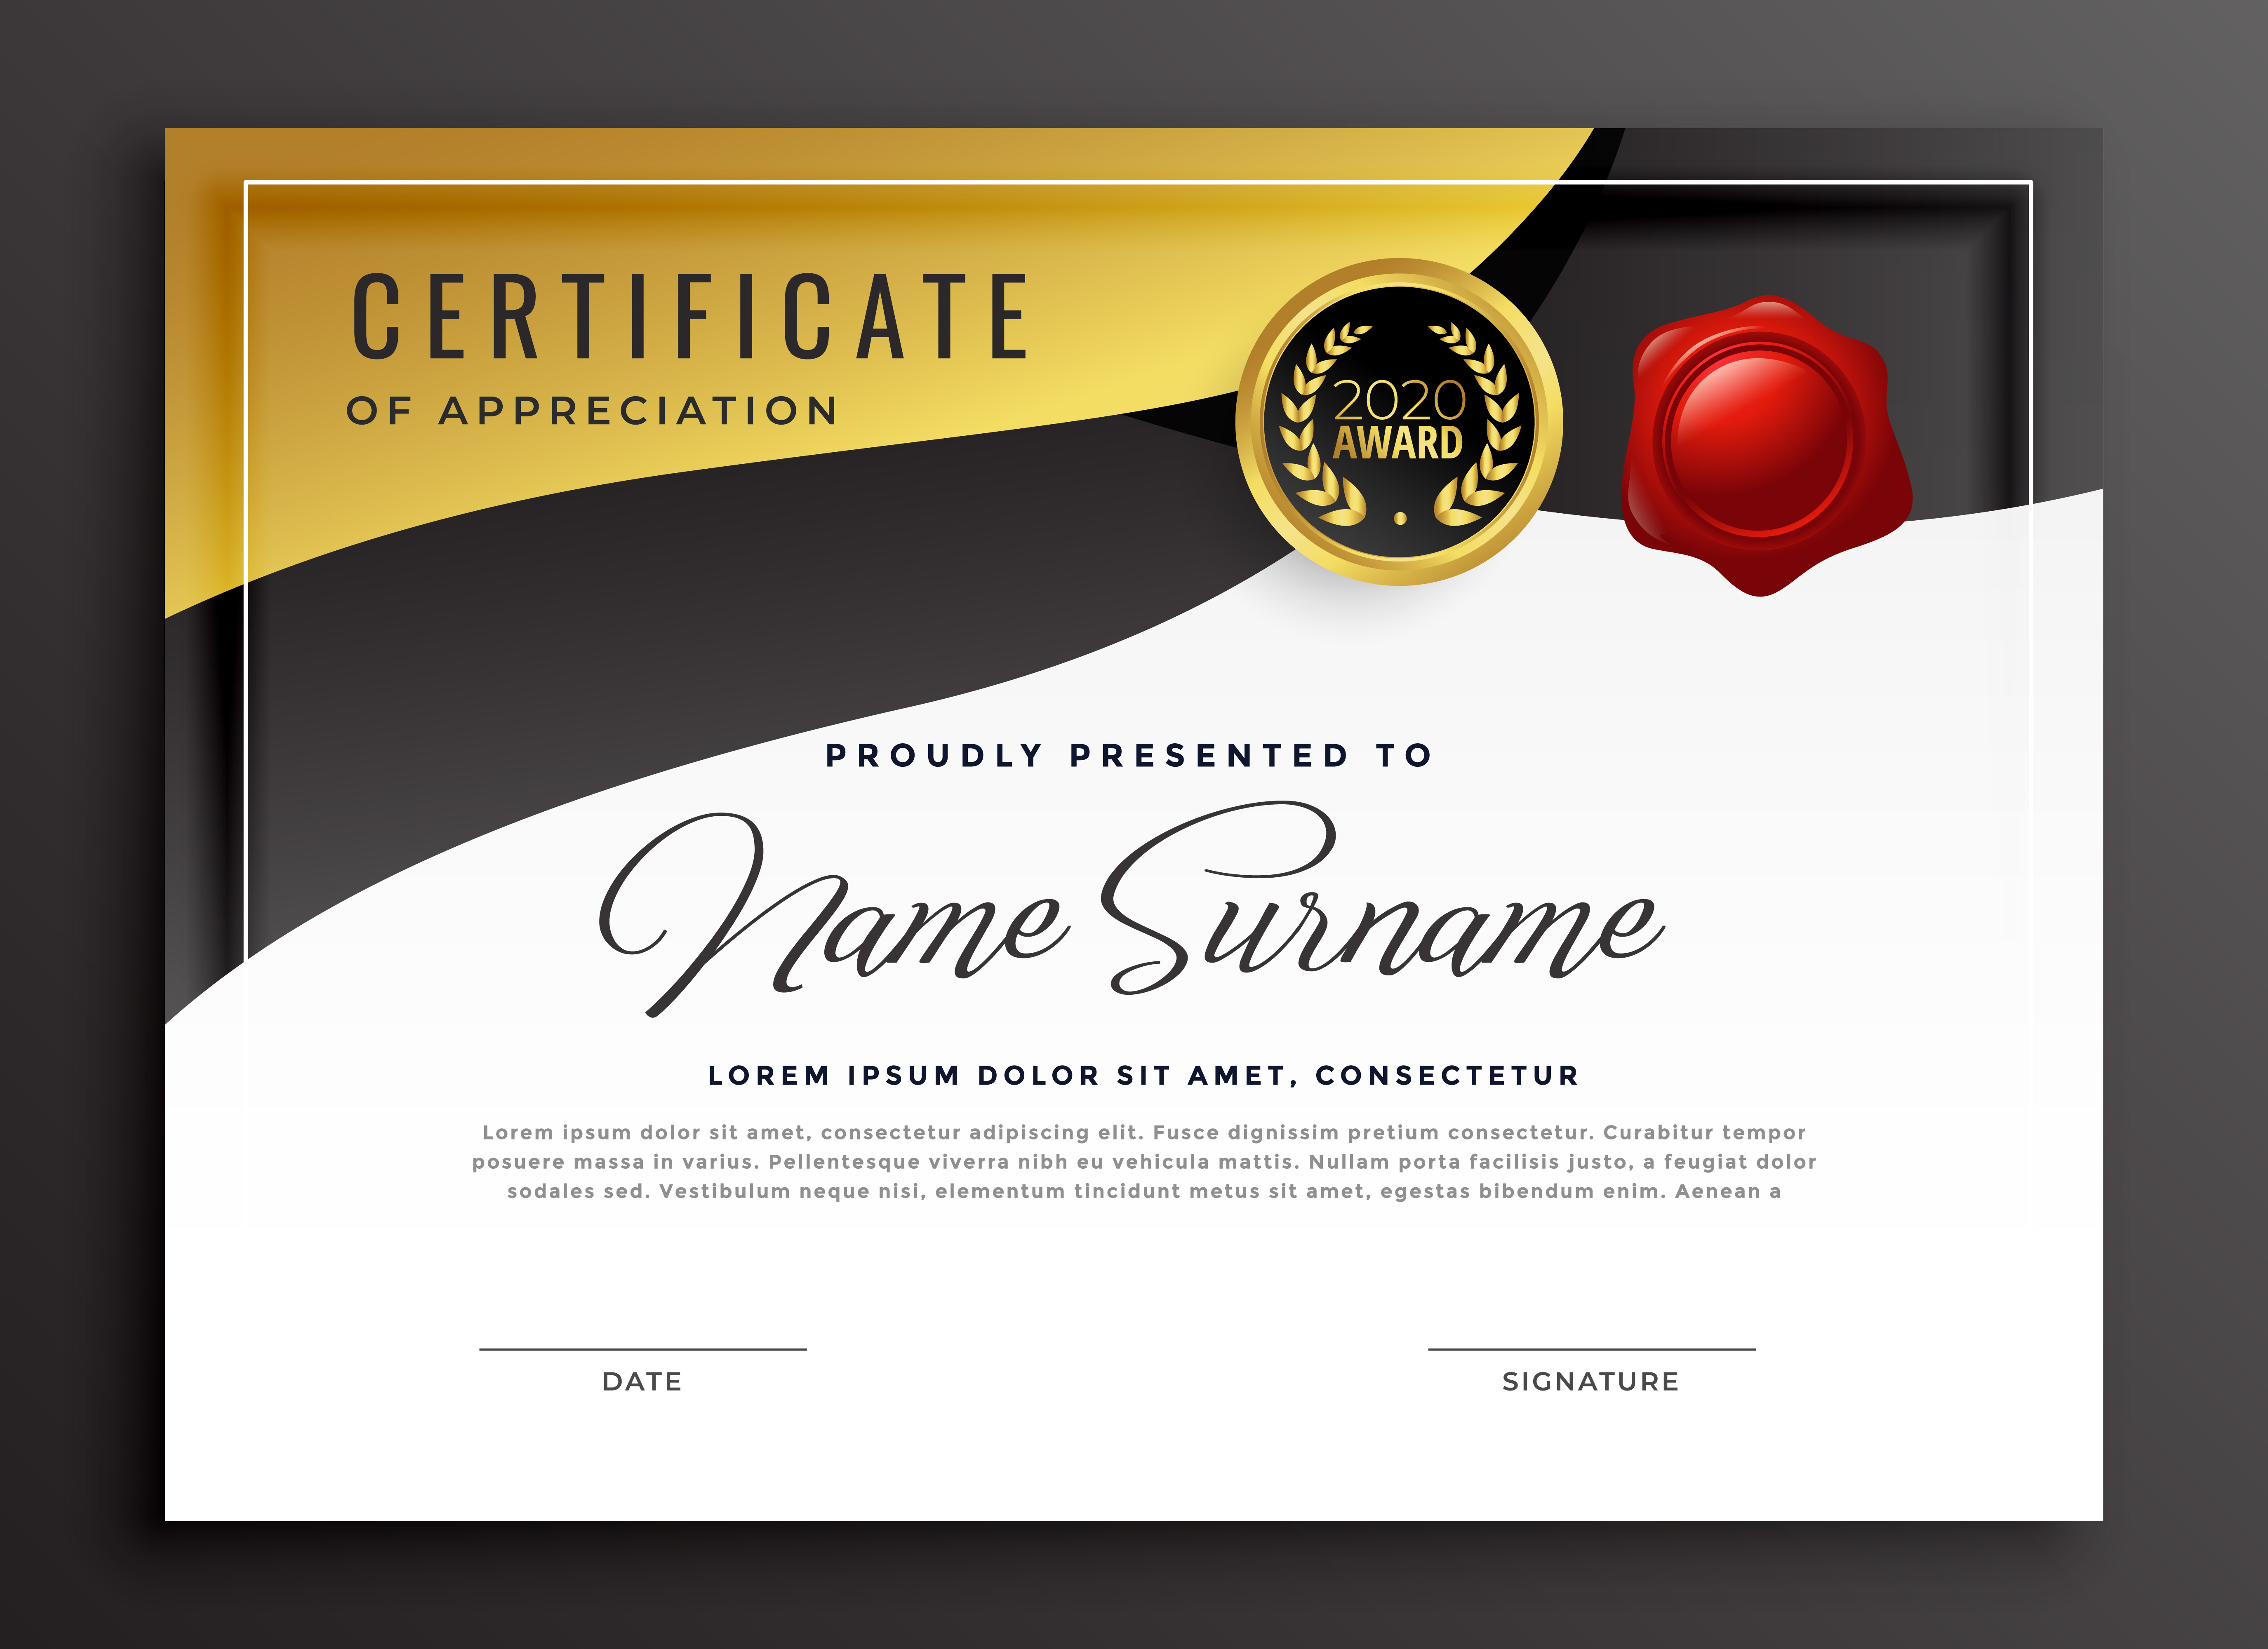 CERTIFICATE
OF APPRECIATION
2020
AWARD
PROUDLY PRESENTED TO
Name Surname
LOREM IPSUM DOLOR SIT AMET, CONSECTETUR
Lorem ipsum dolor sit amet, consectetur adipiscing elit. Fusce dignissim pretium consectetur. Curabitur tempor
posuere massa in varius. Pellentesque viverra nibh eu vehicula mattis. Nullam porta facilisis justo, a feugiat dolor
sodales sed. Vestibulum neque nisi, elementum tincidunt metus sit amet, egestas bibendum enim. Aenean a
DATE
SIGNATURE